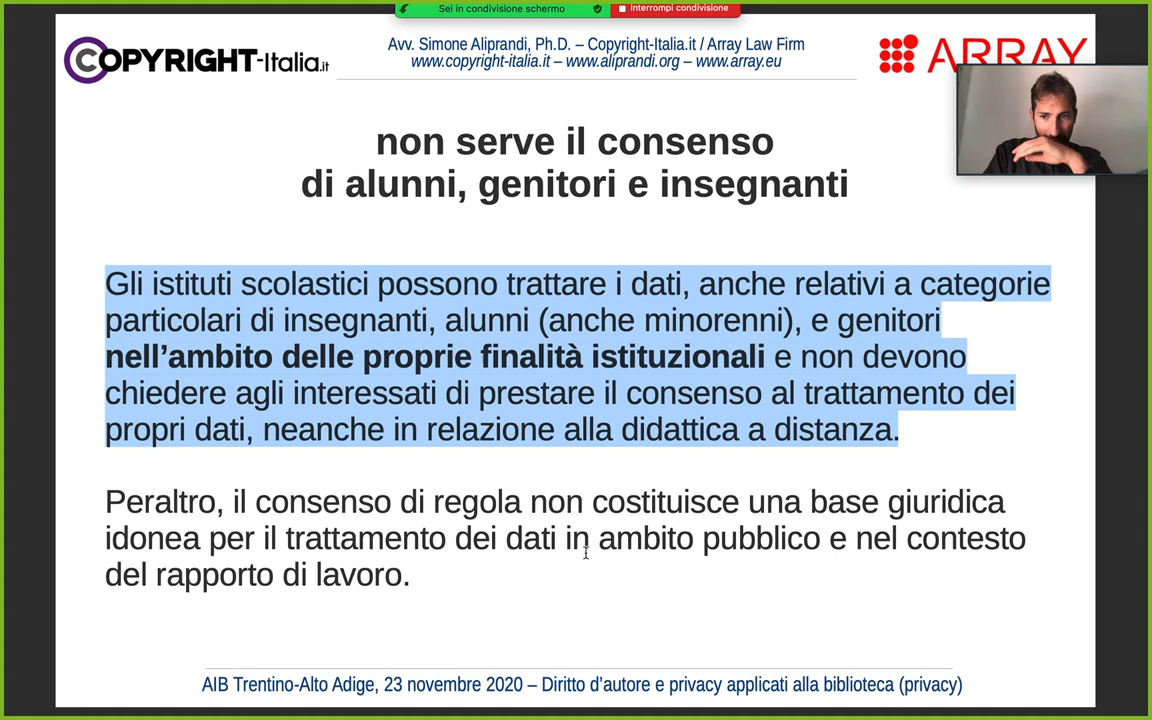 Sei in condivisione schermo
Interrompi condivisione
COPYRIGHT-Italia.it
Avv. Simone Aliprandi, Ph.D. – Copyright-Italia.it / Array Law Firm
www.copyright-italia.it – www.aliprandi.org – www.array.eu
ARRAY
non serve il consenso
di alunni, genitori e insegnanti
Gli istituti scolastici possono trattare i dati, anche relativi a categorie
particolari di insegnanti, alunni (anche minorenni), e genitori
nell’ambito delle proprie finalità istituzionali e non devono
chiedere agli interessati di prestare il consenso al trattamento dei
propri dati, neanche in relazione alla didattica a distanza.
Peraltro, il consenso di regola non costituisce una base giuridica
idonea per il trattamento dei dati in ambito pubblico e nel contesto
del rapporto di lavoro.
AIB Trentino-Alto Adige, 23 novembre 2020 – Diritto d’autore e privacy applicati alla biblioteca (privacy)